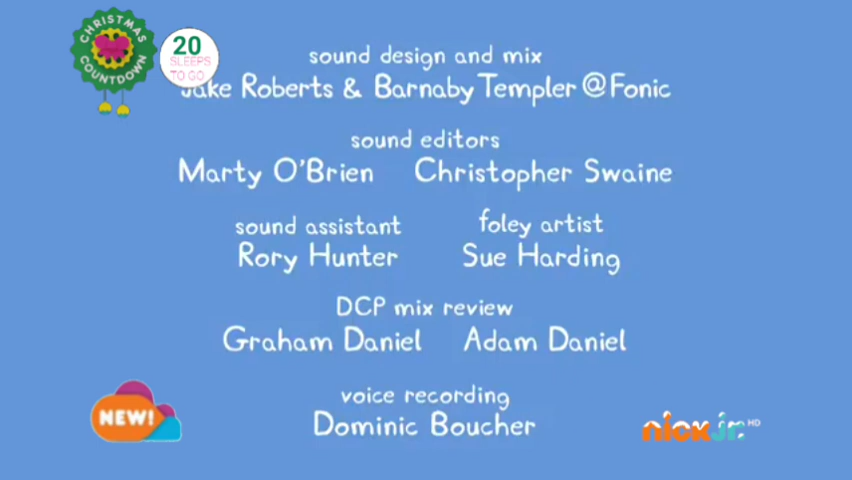 CHRISTMAS
COUNTDOWN
20
SLEEPS
TO GO
sound design and mix
Jake Roberts & Barnaby Templer @Fonic
sound editors
Marty O'Brien Christopher Swaine
sound assistant foley artist
Rory Hunter Sue Harding
DCP mix review
Graham Daniel Adam Daniel
voice recording
Dominic Boucher
NEW!
nick jr. HD